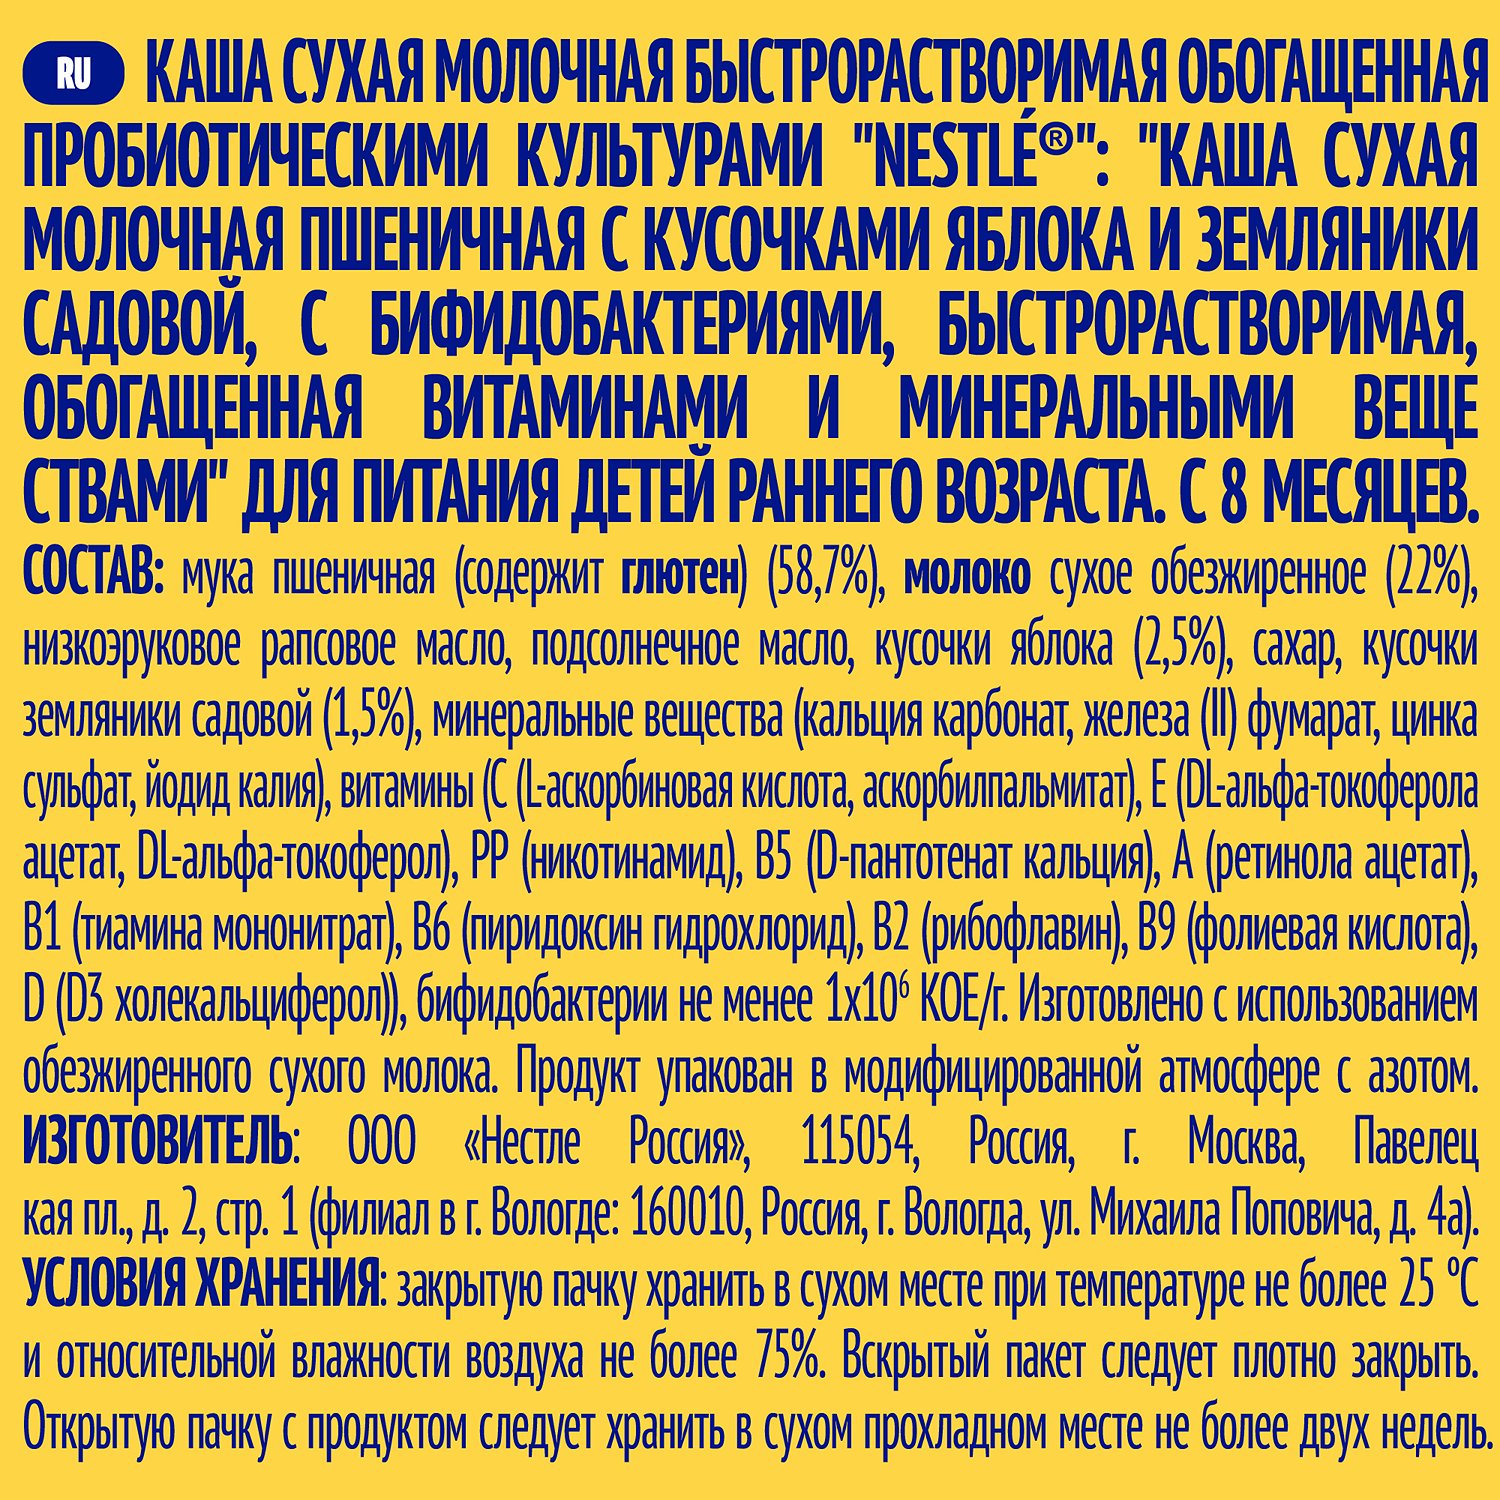 RU КАША СУХАЯ МОЛОЧНАЯ БЫСТРОРАСТВОРИМАЯ ОБОГАЩЕННАЯ
ПРОБИОТИЧЕСКИМИ КУЛЬТУРАМИ "NESTLÉ®": "КАША СУХАЯ
МОЛОЧНАЯ ПШЕНИЧНАЯ С КУСОЧКАМИ ЯБЛОКА И ЗЕМЛЯНИКИ
САДОВОЙ, С БИФИДОБАКТЕРИЯМИ, БЫСТРОРАСТВОРИМАЯ,
ОБОГАЩЕННАЯ ВИТАМИНАМИ И МИНЕРАЛЬНЫМИ ВЕЩЕ
СТВАМИ" ДЛЯ ПИТАНИЯ ДЕТЕЙ РАННЕГО ВОЗРАСТА. С 8 МЕСЯЦЕВ.
СОСТАВ: мука пшеничная (содержит глютен) (58,7%), молоко сухое обезжиренное (22%),
низкоэруковое рапсовое масло, подсолнечное масло, кусочки яблока (2,5%), сахар, кусочки
земляники садовой (1,5%), минеральные вещества (кальция карбонат, железа (II) фумарат, цинка
сульфат, йодид калия), витамины (C (L-аскорбиновая кислота, аскорбилпальмитат), E (DL-альфа-токоферола
ацетат, DL-альфа-токоферол), PP (никотинамид), B5 (D-пантотенат кальция), A (ретинола ацетат),
B1 (тиамина мононитрат), B6 (пиридоксин гидрохлорид), B2 (рибофлавин), B9 (фолиевая кислота),
D (D3 холекальциферол)), бифидобактерии не менее 1x10⁶ КОЕ/г. Изготовлено с использованием
обезжиренного сухого молока. Продукт упакован в модифицированной атмосфере с азотом.
ИЗГОТОВИТЕЛЬ: ООО «Нестле Россия», 115054, Россия, г. Москва, Павелец
кая пл., д. 2, стр. 1 (филиал в г. Вологде: 160010, Россия, г. Вологда, ул. Михаила Поповича, д. 4а).
УСЛОВИЯ ХРАНЕНИЯ: закрытую пачку хранить в сухом месте при температуре не более 25 °С
и относительной влажности воздуха не более 75%. Вскрытый пакет следует плотно закрыть.
Открытую пачку с продуктом следует хранить в сухом прохладном месте не более двух недель.